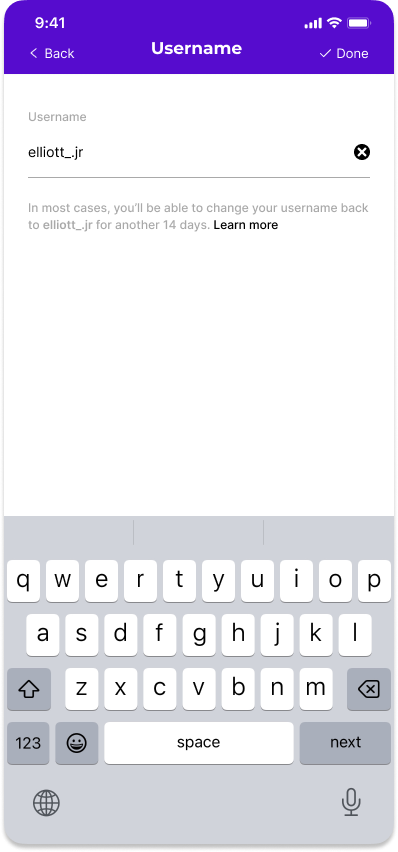 9:41
Back
Username
Done
Username
elliott_.jr
In most cases, you'll be able to change your username back
to elliott_.jr for another 14 days. Learn more
q w e r t y u i o p
a s d f g h j k l
z x c v b n m
123 space next